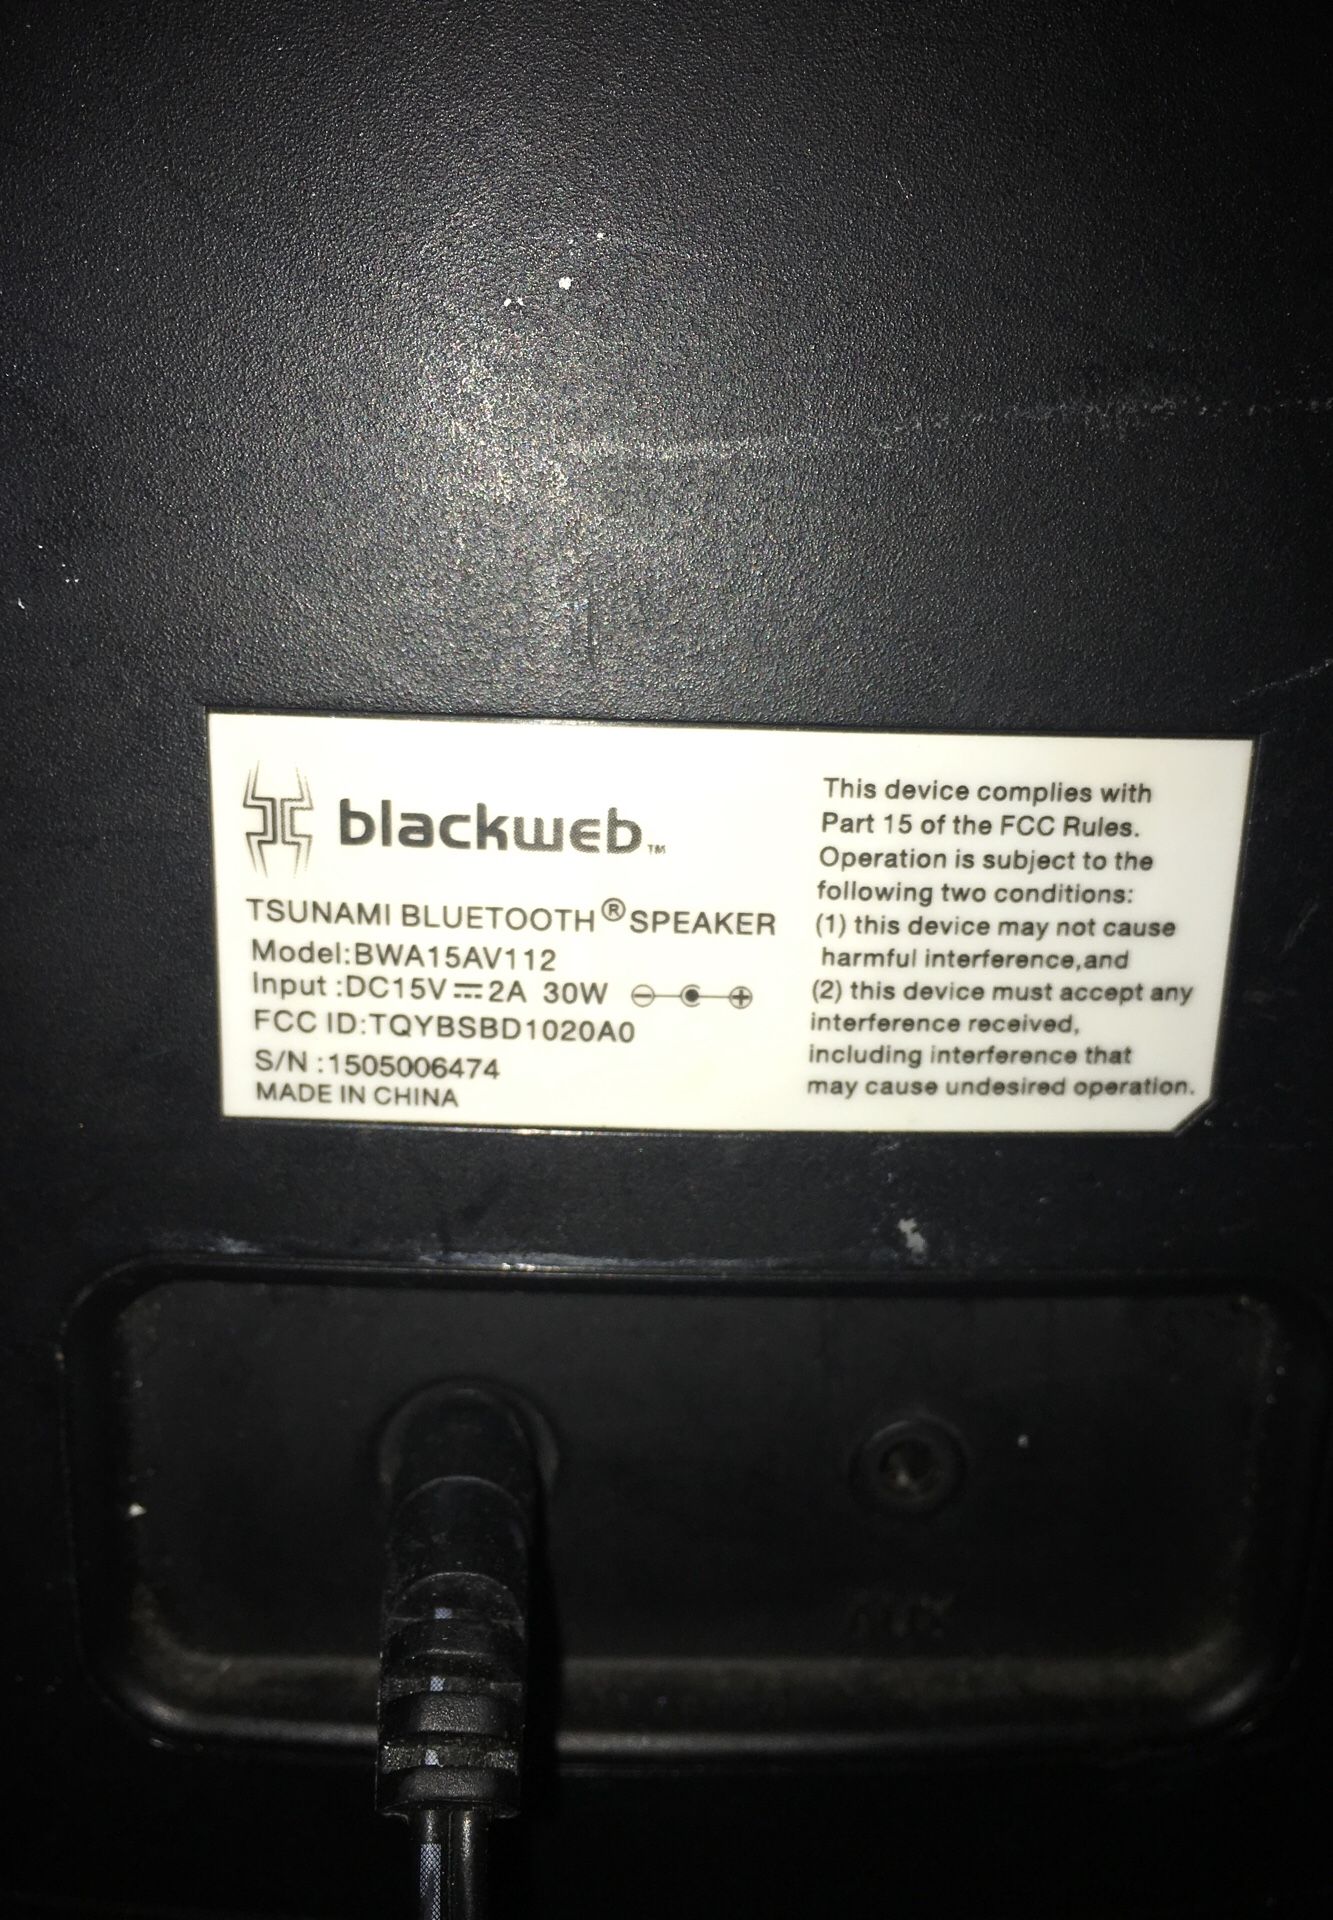 blackweb™
TSUNAMI BLUETOOTH® SPEAKER
Model:BWA15AV112
Input :DC15V⎓2A 30W
FCC ID:TQYBSBD1020A0
S/N :1505006474
MADE IN CHINA
This device complies with
Part 15 of the FCC Rules.
Operation is subject to the
following two conditions:
(1) this device may not cause
harmful interference,and
(2) this device must accept any
interference received,
including interference that
may cause undesired operation.
AUX